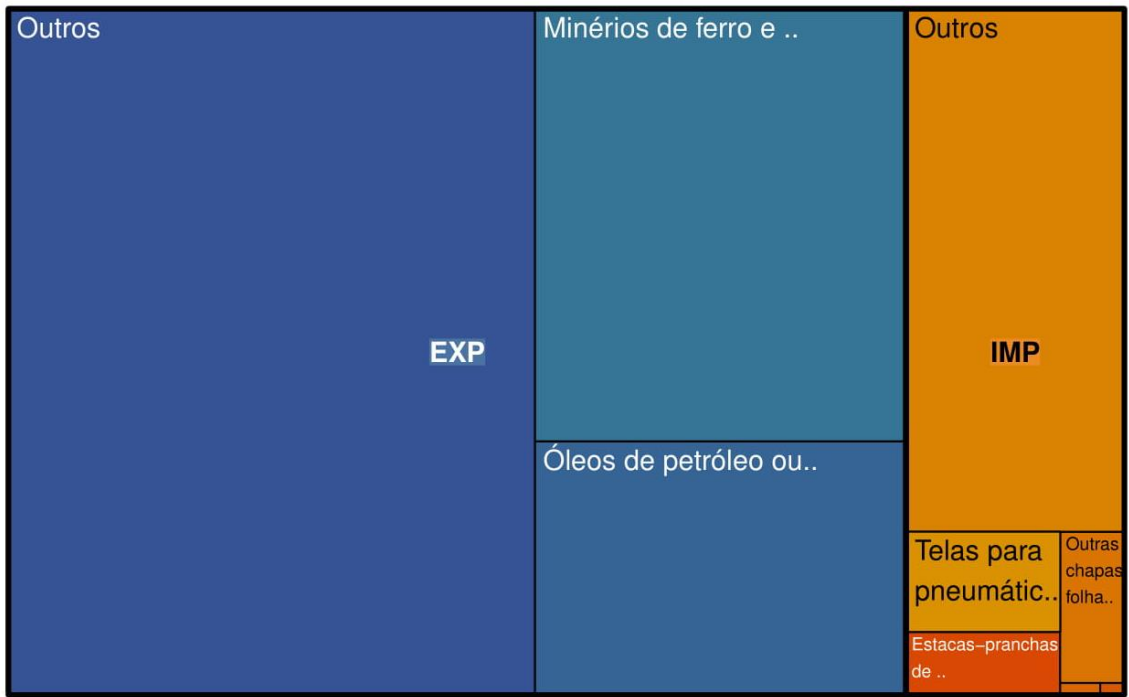 Outros
Minérios de ferro e ..
Outros
EXP
IMP
Óleos de petróleo ou..
Telas para
pneumátic..
Outras
chapas
folha..
Estacas–pranchas
de ..